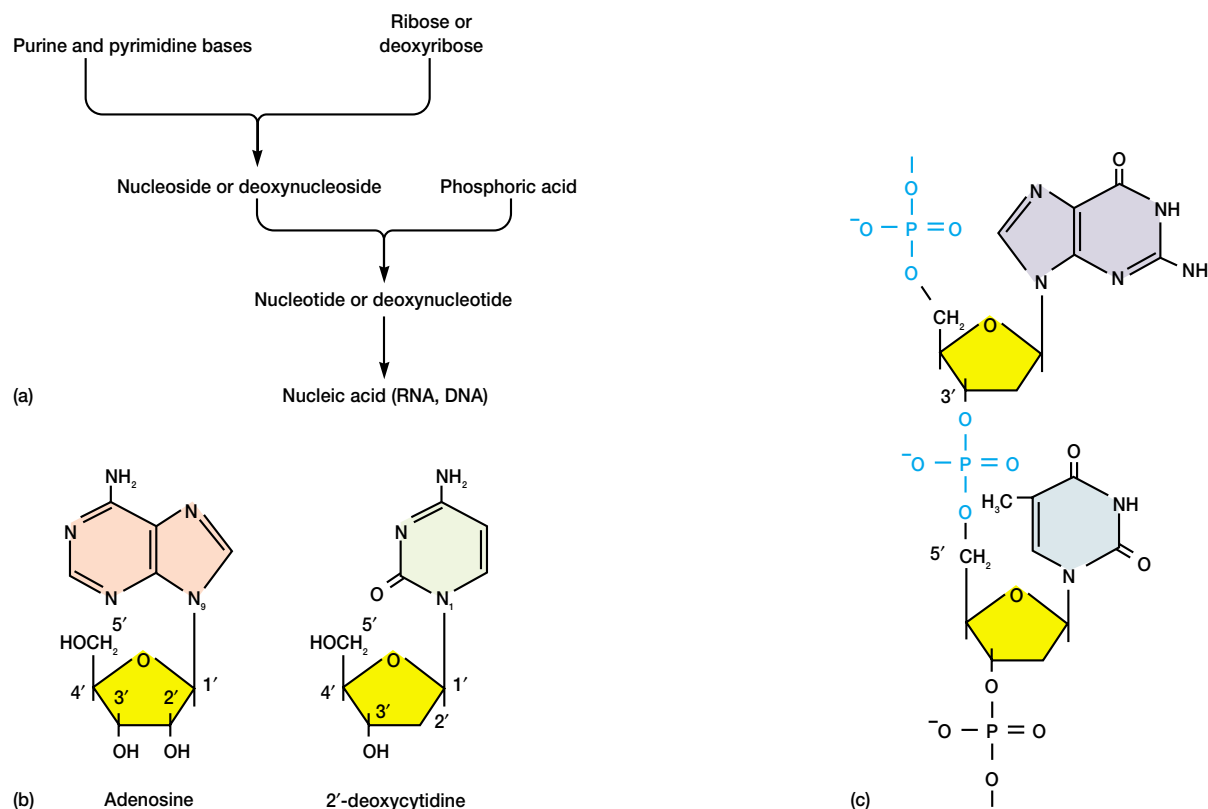 Purine and pyrimidine bases
Ribose or
deoxyribose
Nucleoside or deoxynucleoside
Phosphoric acid
Nucleotide or deoxynucleotide
Nucleic acid (RNA, DNA)
(a)
NH₂
N
N
N
N₉
5′
HOCH₂
O
4′
3′
2′
1′
OH
OH
Adenosine
NH₂
N
O
N₁
5′
HOCH₂
O
4′
3′
2′
1′
OH
2′-deoxycytidine
(b)
O
⁻O
P
O
O
CH₂
O
3′
O
N
NH
N
N
NH
O
⁻O
P
O
O
5′
CH₂
O
H₃C
O
NH
N
O
O
⁻O
P
O
O
(c)